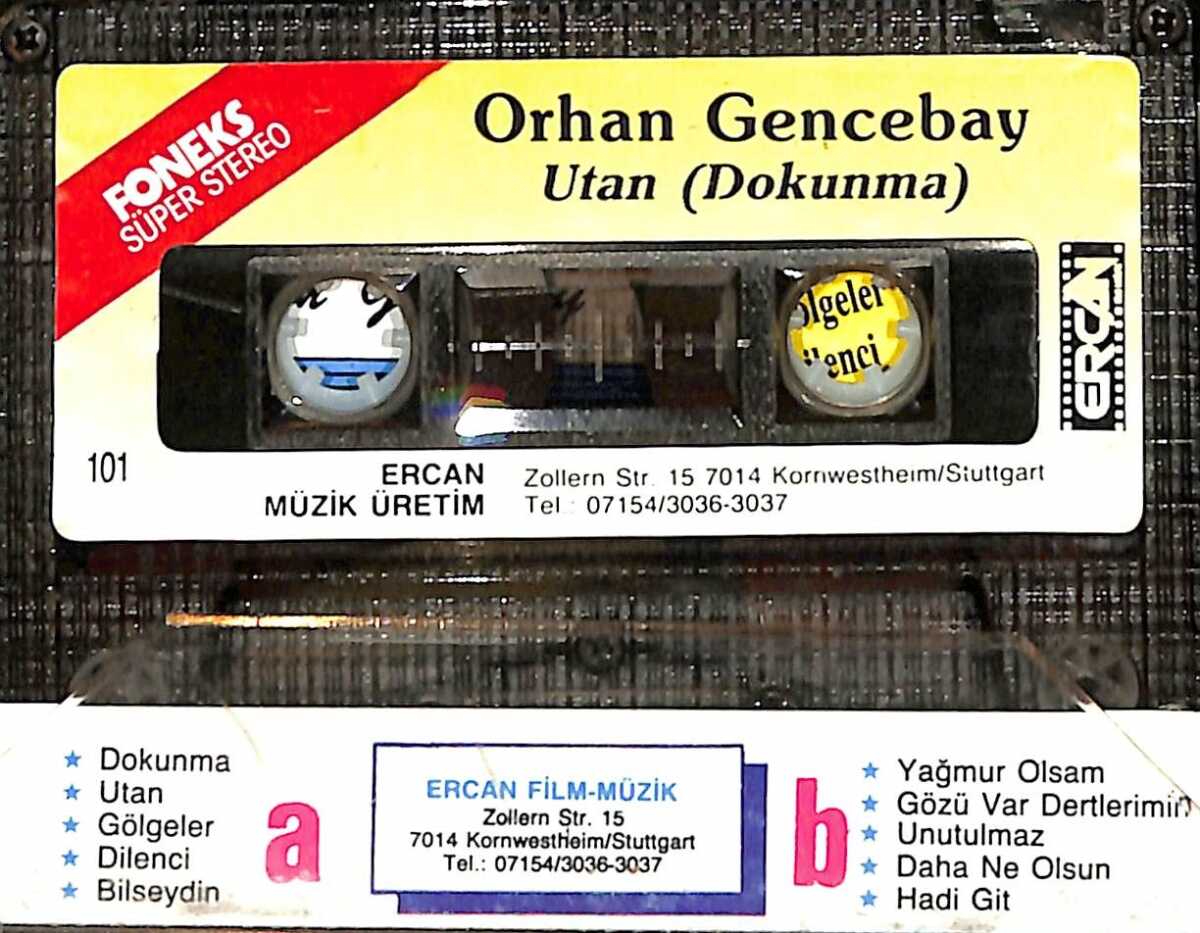 FONEKS
SÜPER STEREO
Orhan Gencebay
Utan (Dokunma)
ERCAN
101
ERCAN
MÜZİK ÜRETİM
Zollern Str. 15 7014 Kornwestheim/Stuttgart
Tel.: 07154/3036-3037
Dokunma
Utan
Gölgeler
Dilenci
Bilseydin
a
ERCAN FİLM-MÜZİK
Zollern Str. 15
7014 Kornwestheim/Stuttgart
Tel.: 07154/3036-3037
b
Yağmur Olsam
Gözü Var Dertlerimin
Unutulmaz
Daha Ne Olsun
Hadi Git